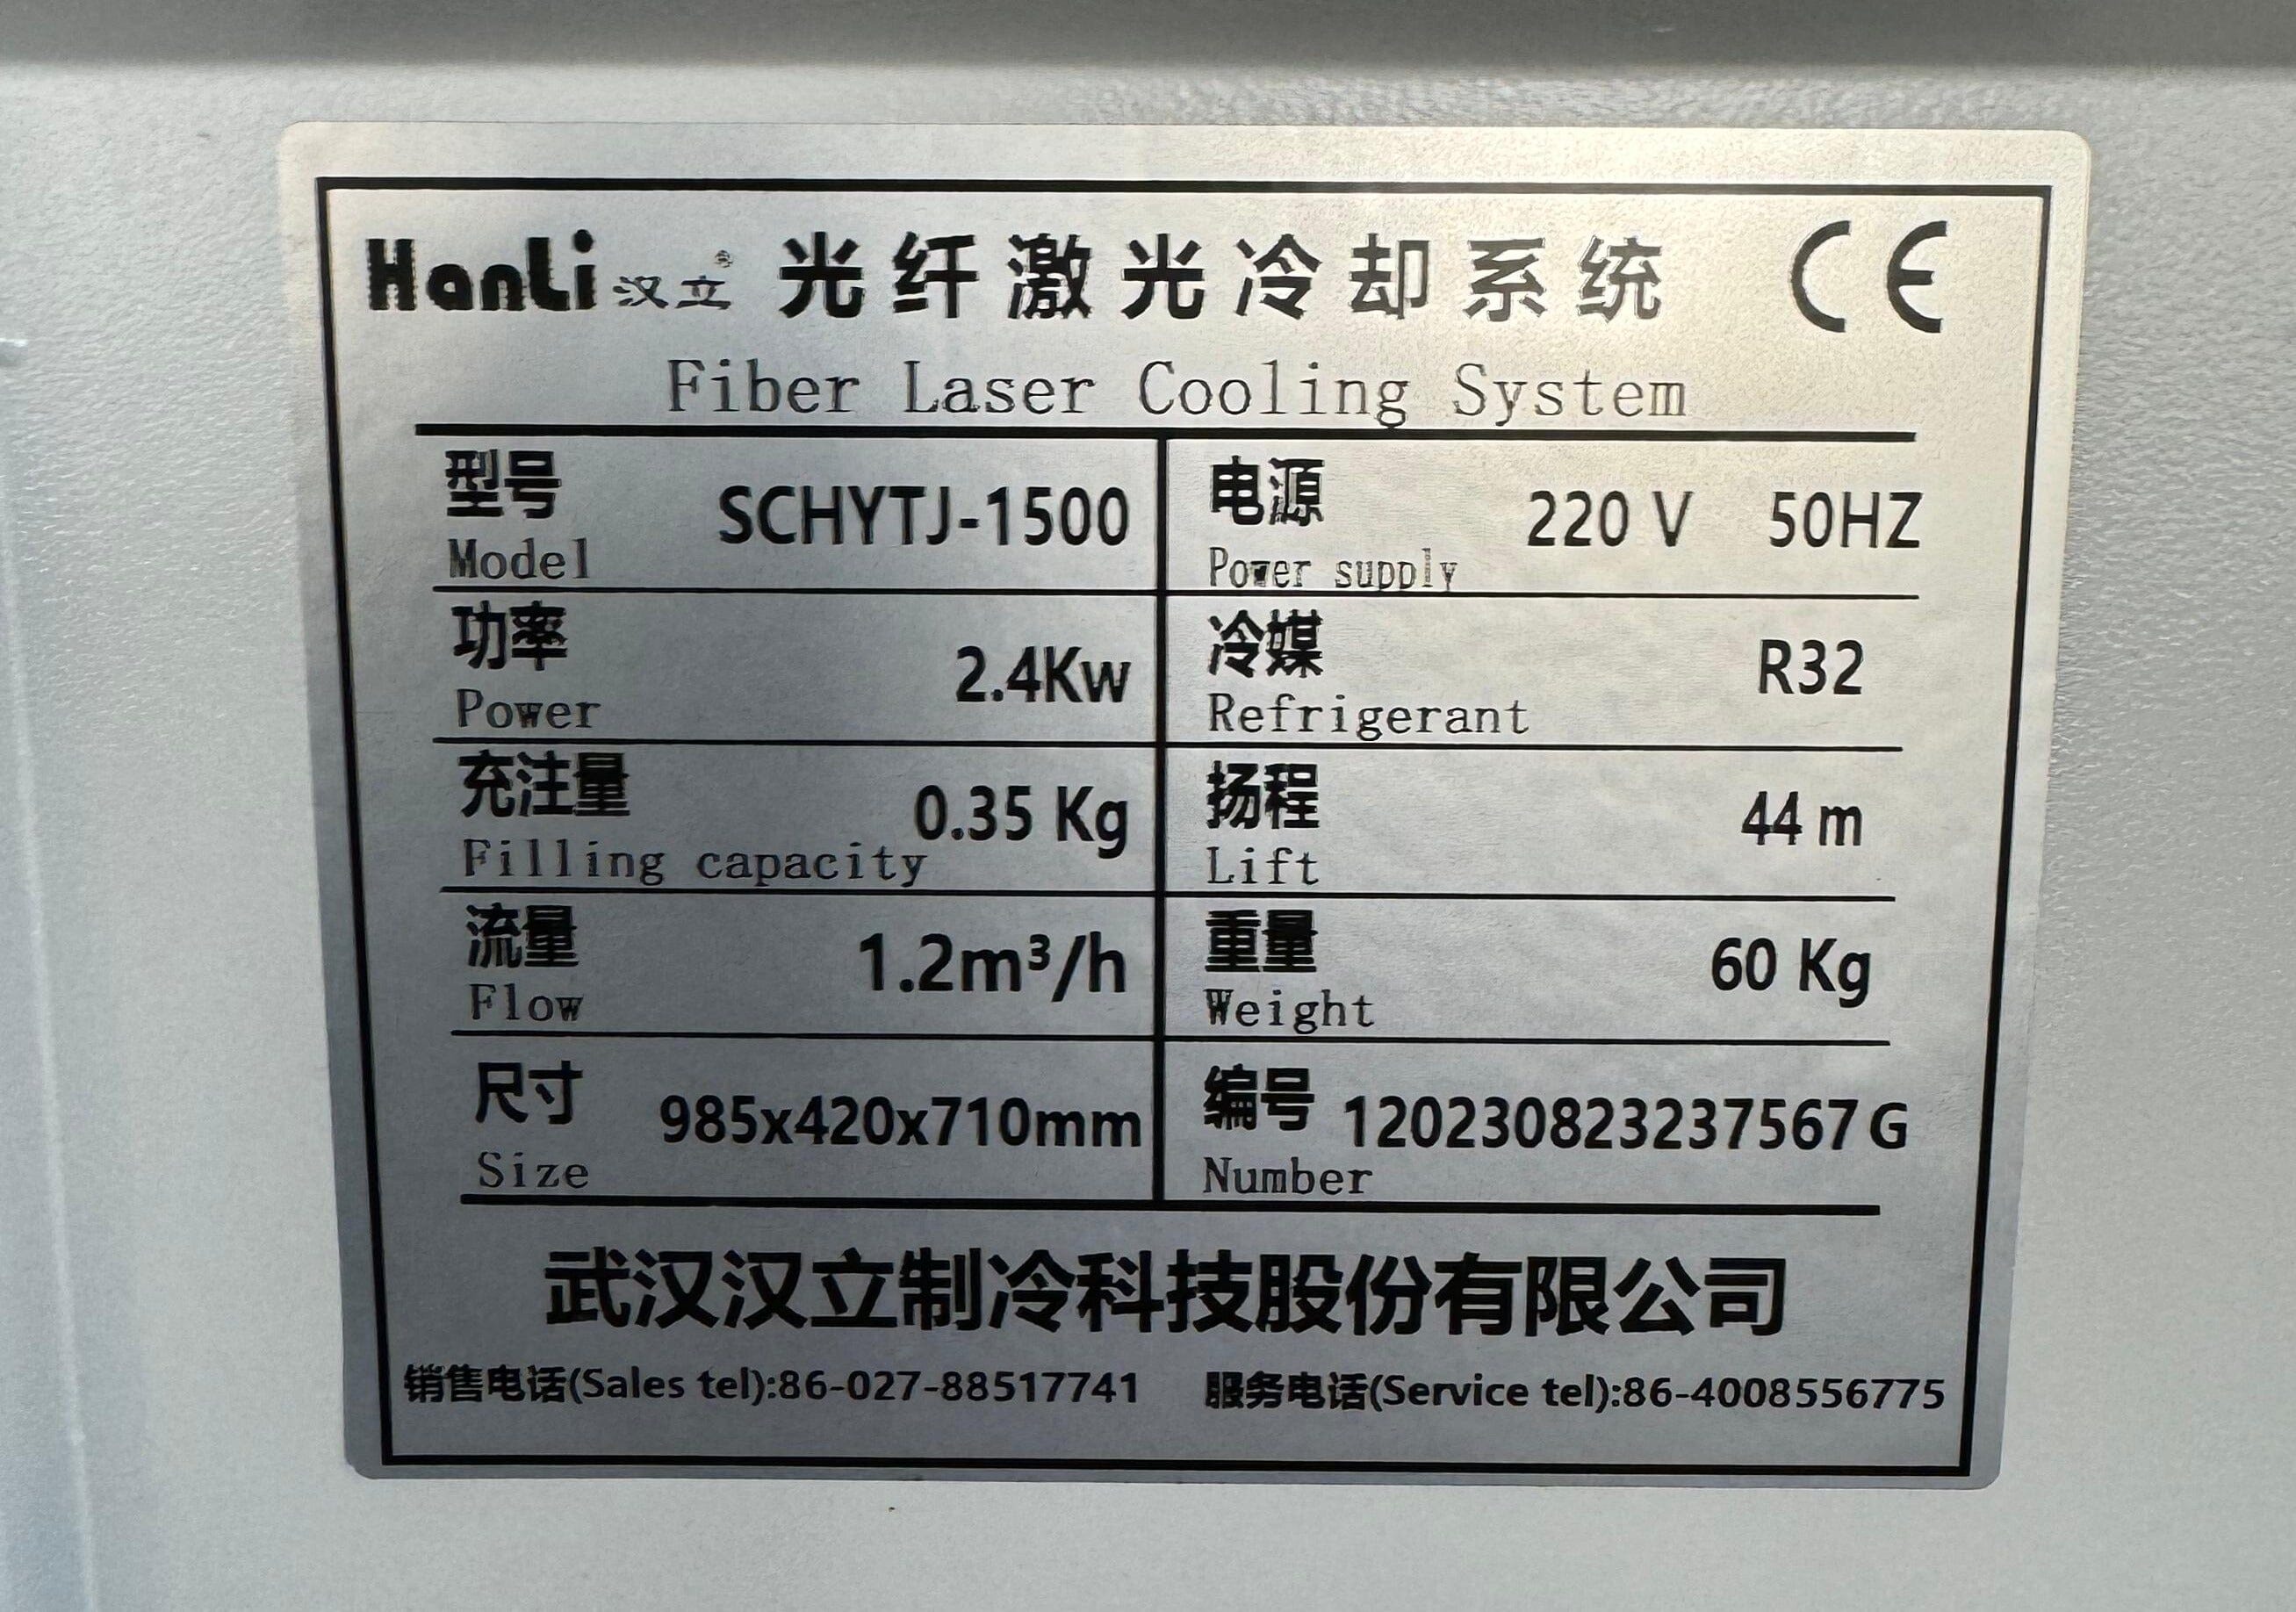 HanLi 汉立® 光纤激光冷却系统 CE
Fiber Laser Cooling System
型号 SCHYTJ-1500
Model
电源 220 V 50HZ
Power supply
功率 2.4Kw
Power
冷媒 R32
Refrigerant
充注量 0.35 Kg
Filling capacity
扬程 44 m
Lift
流量 1.2m³/h
Flow
重量 60 Kg
Weight
尺寸 985x420x710mm
Size
编号 120230823237567G
Number
武汉汉立制冷科技股份有限公司
销售电话(Sales tel):86-027-88517741 服务电话(Service tel):86-4008556775